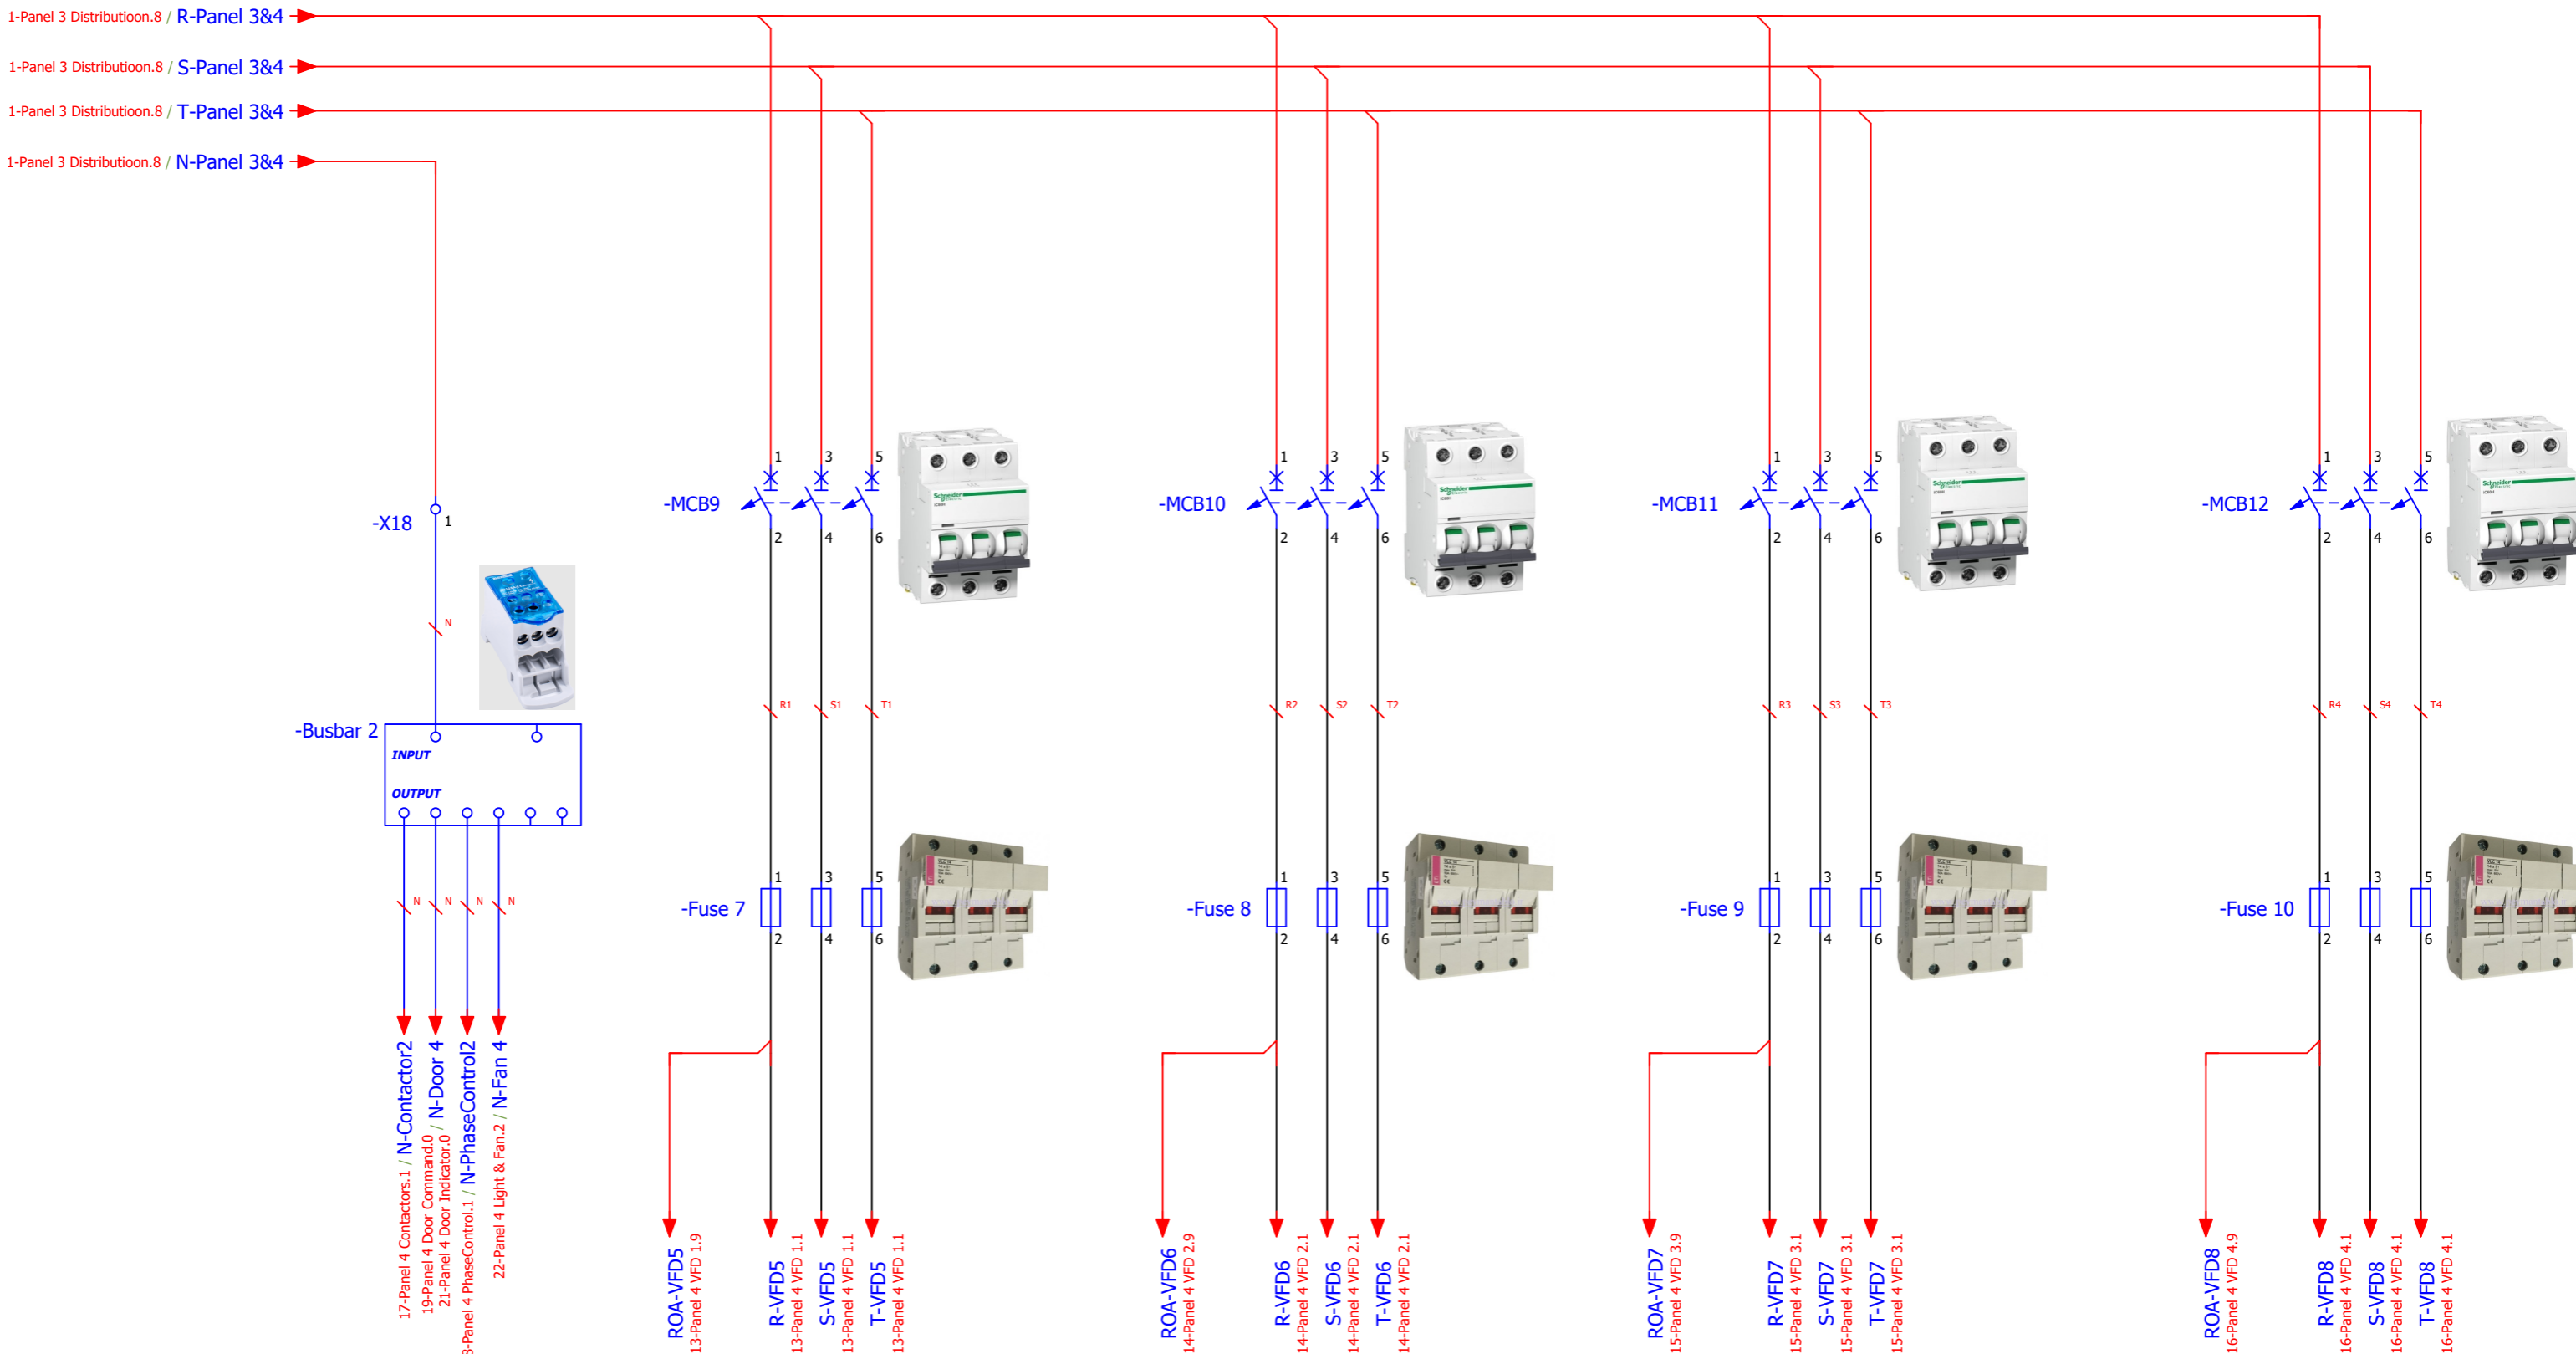 1-Panel 3 Distributioon.8 / R-Panel 3&4
1-Panel 3 Distributioon.8 / S-Panel 3&4
1-Panel 3 Distributioon.8 / T-Panel 3&4
1-Panel 3 Distributioon.8 / N-Panel 3&4
-X18
1
N
-Busbar 2
INPUT
OUTPUT
N N N N
17-Panel 4 Contactors.1 / N-Contactor2
19-Panel 4 Door Command.0 / N-Door 4
21-Panel 4 Door Indicator.0
8-Panel 4 PhaseControl.1 / N-PhaseControl2
22-Panel 4 Light & Fan.2 / N-Fan 4
-MCB9
1 3 5
2 4 6
Schneider
R1 S1 T1
-Fuse 7
1 3 5
2 4 6
ROA-VFD5
13-Panel 4 VFD 1.9
R-VFD5
13-Panel 4 VFD 1.1
S-VFD5
13-Panel 4 VFD 1.1
T-VFD5
13-Panel 4 VFD 1.1
-MCB10
1 3 5
2 4 6
Schneider
R2 S2 T2
-Fuse 8
1 3 5
2 4 6
ROA-VFD6
14-Panel 4 VFD 2.9
R-VFD6
14-Panel 4 VFD 2.1
S-VFD6
14-Panel 4 VFD 2.1
T-VFD6
14-Panel 4 VFD 2.1
-MCB11
1 3 5
2 4 6
Schneider
R3 S3 T3
-Fuse 9
1 3 5
2 4 6
ROA-VFD7
15-Panel 4 VFD 3.9
R-VFD7
15-Panel 4 VFD 3.1
S-VFD7
15-Panel 4 VFD 3.1
T-VFD7
15-Panel 4 VFD 3.1
-MCB12
1 3 5
2 4 6
Schneider
R4 S4 T4
-Fuse 10
1 3 5
2 4 6
ROA-VFD8
16-Panel 4 VFD 4.9
R-VFD8
16-Panel 4 VFD 4.1
S-VFD8
16-Panel 4 VFD 4.1
T-VFD8
16-Panel 4 VFD 4.1